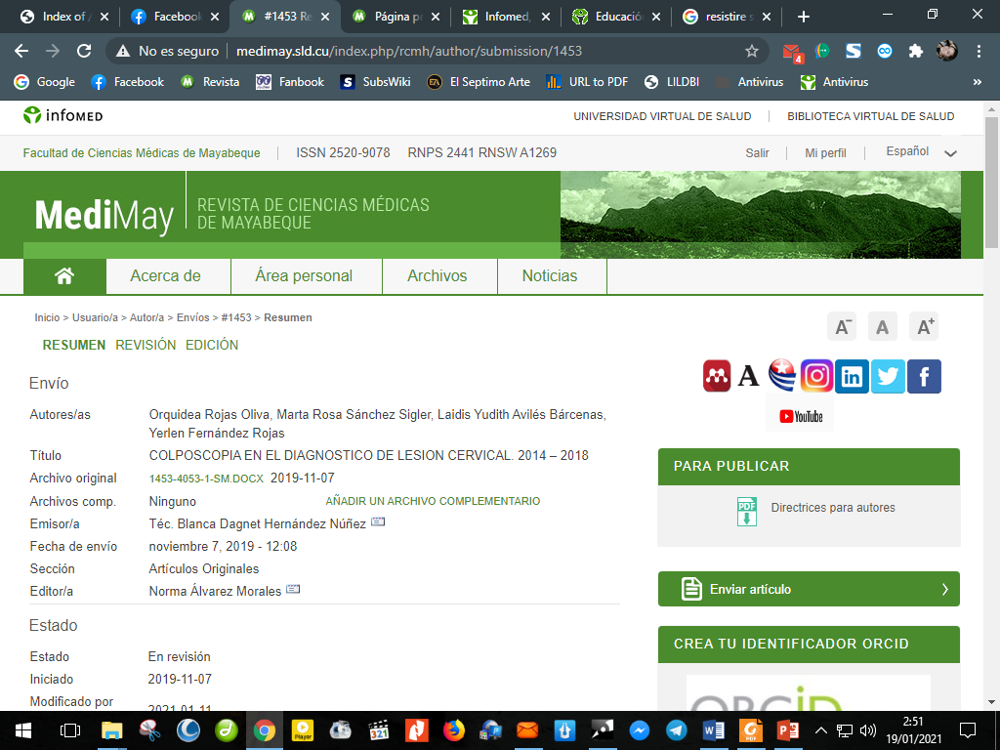 Index of /
Facebook
#1453 Re
Página pr
Infomed,
Educació
resistire s
No es seguro
medimay.sld.cu/index.php/rcmh/author/submission/1453
4
Google
Facebook
Revista
Fanbook
SubsWiki
El Septimo Arte
URL to PDF
LILDBI
Antivirus
Antivirus
»
infoMED
UNIVERSIDAD VIRTUAL DE SALUD
BIBLIOTECA VIRTUAL DE SALUD
Facultad de Ciencias Médicas de Mayabeque
ISSN 2520-9078 RNPS 2441 RNSW A1269
Salir
Mi perfil
Español
MediMay
REVISTA DE CIENCIAS MÉDICAS
DE MAYABEQUE
Acerca de
Área personal
Archivos
Noticias
Inicio > Usuario/a > Autor/a > Envíos > #1453 > Resumen
A- A A+
RESUMEN REVISIÓN EDICIÓN
Envío
Autores/as Orquidea Rojas Oliva, Marta Rosa Sánchez Sigler, Laidis Yudith Avilés Bárcenas,
Yerlen Fernández Rojas
Título COLPOSCOPIA EN EL DIAGNOSTICO DE LESION CERVICAL. 2014 – 2018
Archivo original 1453-4053-1-SM.DOCX 2019-11-07
Archivos comp. Ninguno AÑADIR UN ARCHIVO COMPLEMENTARIO
Emisor/a Téc. Blanca Dagnet Hernández Núñez
Fecha de envío noviembre 7, 2019 - 12:08
Sección Artículos Originales
Editor/a Norma Álvarez Morales
Estado
Estado En revisión
Iniciado 2019-11-07
Modificado por 2021-01-11
A
in
f
YouTube
PARA PUBLICAR
PDF
Directrices para autores
Enviar artículo
CREA TU IDENTIFICADOR ORCID
ORCID
Player
321
PDF
2:51
19/01/2021